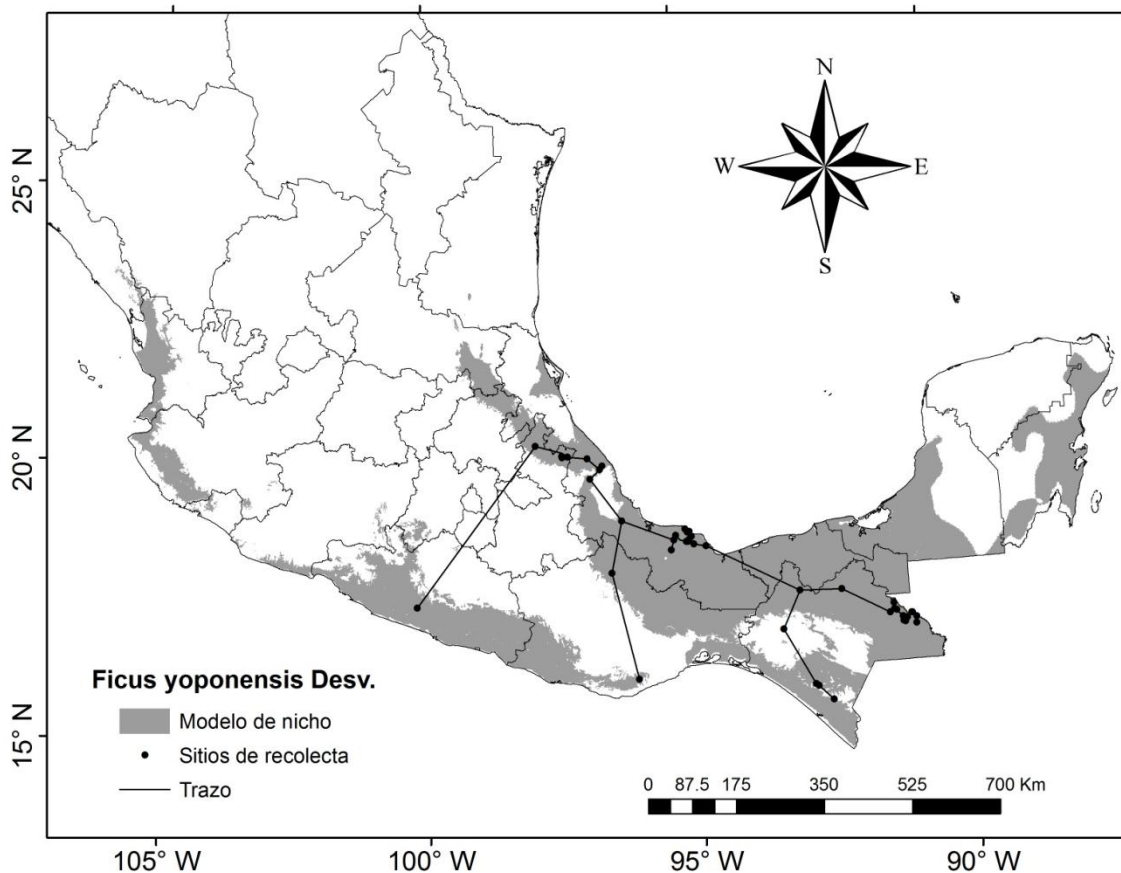 N
W
E
S
25° N
20° N
15° N
Ficus yoponensis Desv.
Modelo de nicho
Sitios de recolecta
Trazo
0 87.5 175 350 525 700 Km
105° W 100° W 95° W 90° W